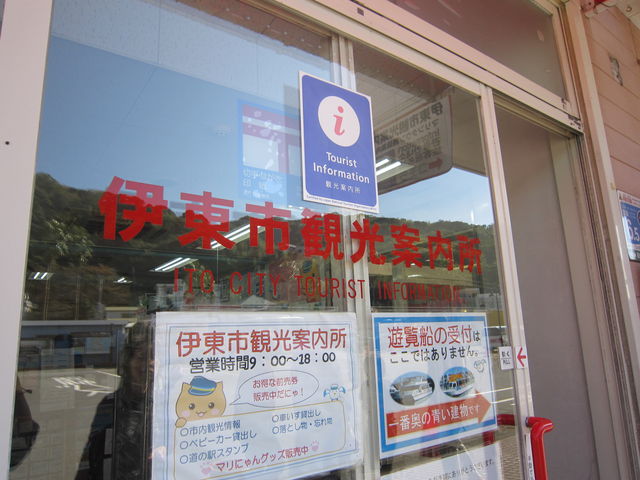 i
Tourist
Information
観光案内所
伊東市観光案内所
ITO CITY TOURIST INFORMATION
伊東市観光案内所
営業時間9:00~18:00
お得な前売券
販売中だにゃ!
○市内観光情報
○ベビーカー貸出し
○道の駅スタンプ
○車いす貸出し
○落とし物・忘れ物
マリにゃんグッズ販売中
遊覧船の受付は
ここではありません。
一番奥の青い建物です